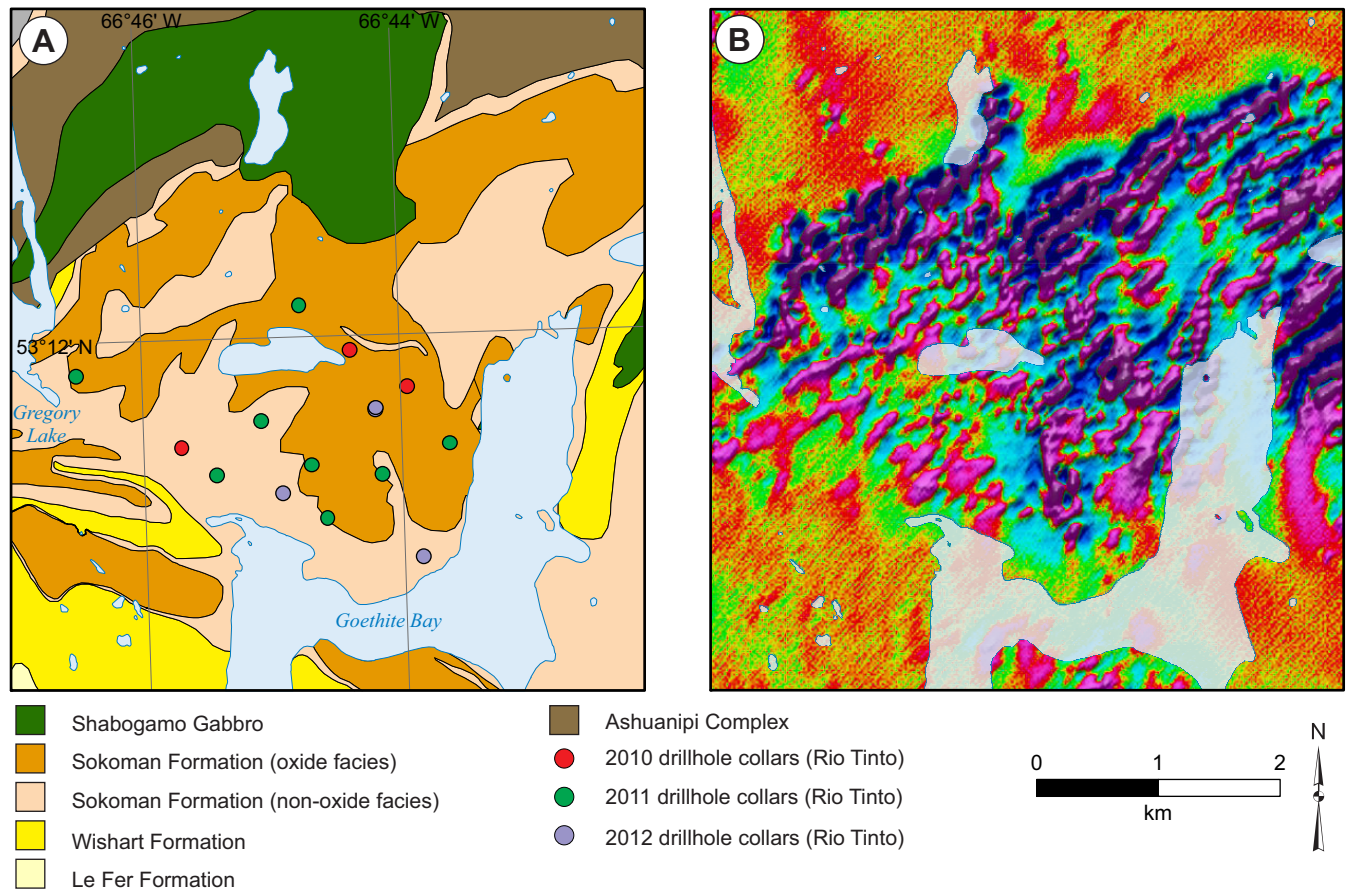 A
66°46' W
66°44' W
B
53°12' N
Gregory
Lake
Goethite Bay
Shabogamo Gabbro
Sokoman Formation (oxide facies)
Sokoman Formation (non-oxide facies)
Wishart Formation
Le Fer Formation
Ashuanipi Complex
2010 drillhole collars (Rio Tinto)
2011 drillhole collars (Rio Tinto)
2012 drillhole collars (Rio Tinto)
0 1 2
km
N